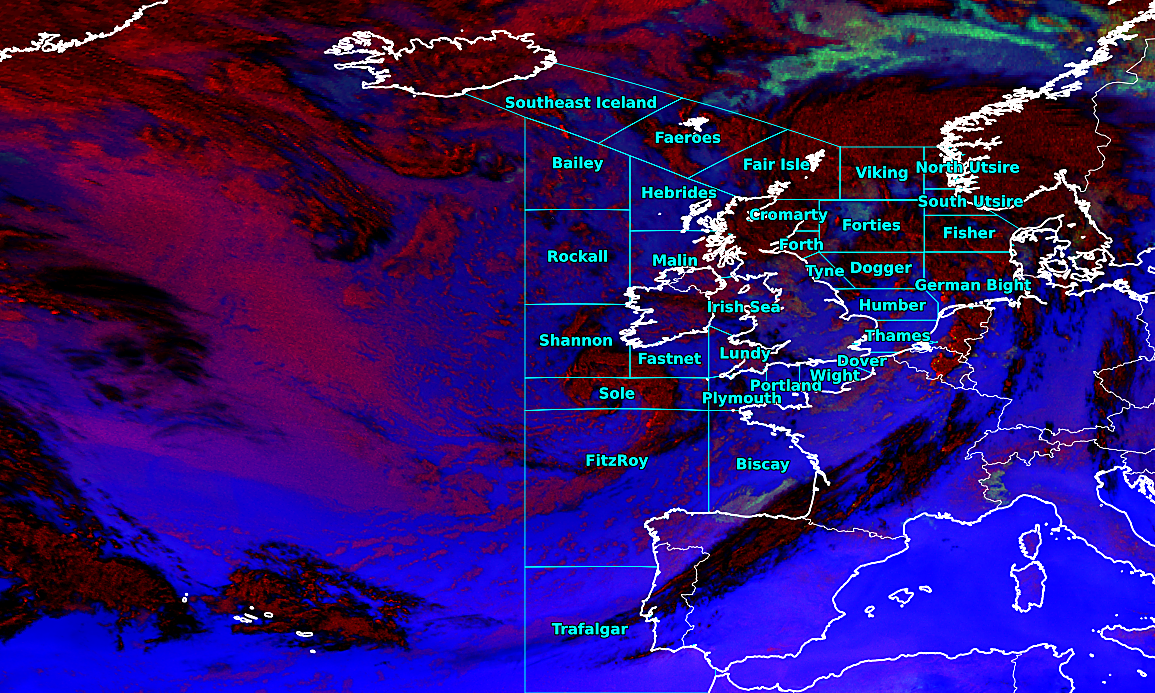 Southeast Iceland
Faeroes
Bailey
Fair Isle
Viking
North Utsire
Hebrides
South Utsire
Cromarty
Forties
Fisher
Forth
Rockall
Malin
Tyne
Dogger
German Bight
Irish Sea
Humber
Shannon
Thames
Fastnet
Lundy
Dover
Wight
Portland
Sole
Plymouth
FitzRoy
Biscay
Trafalgar